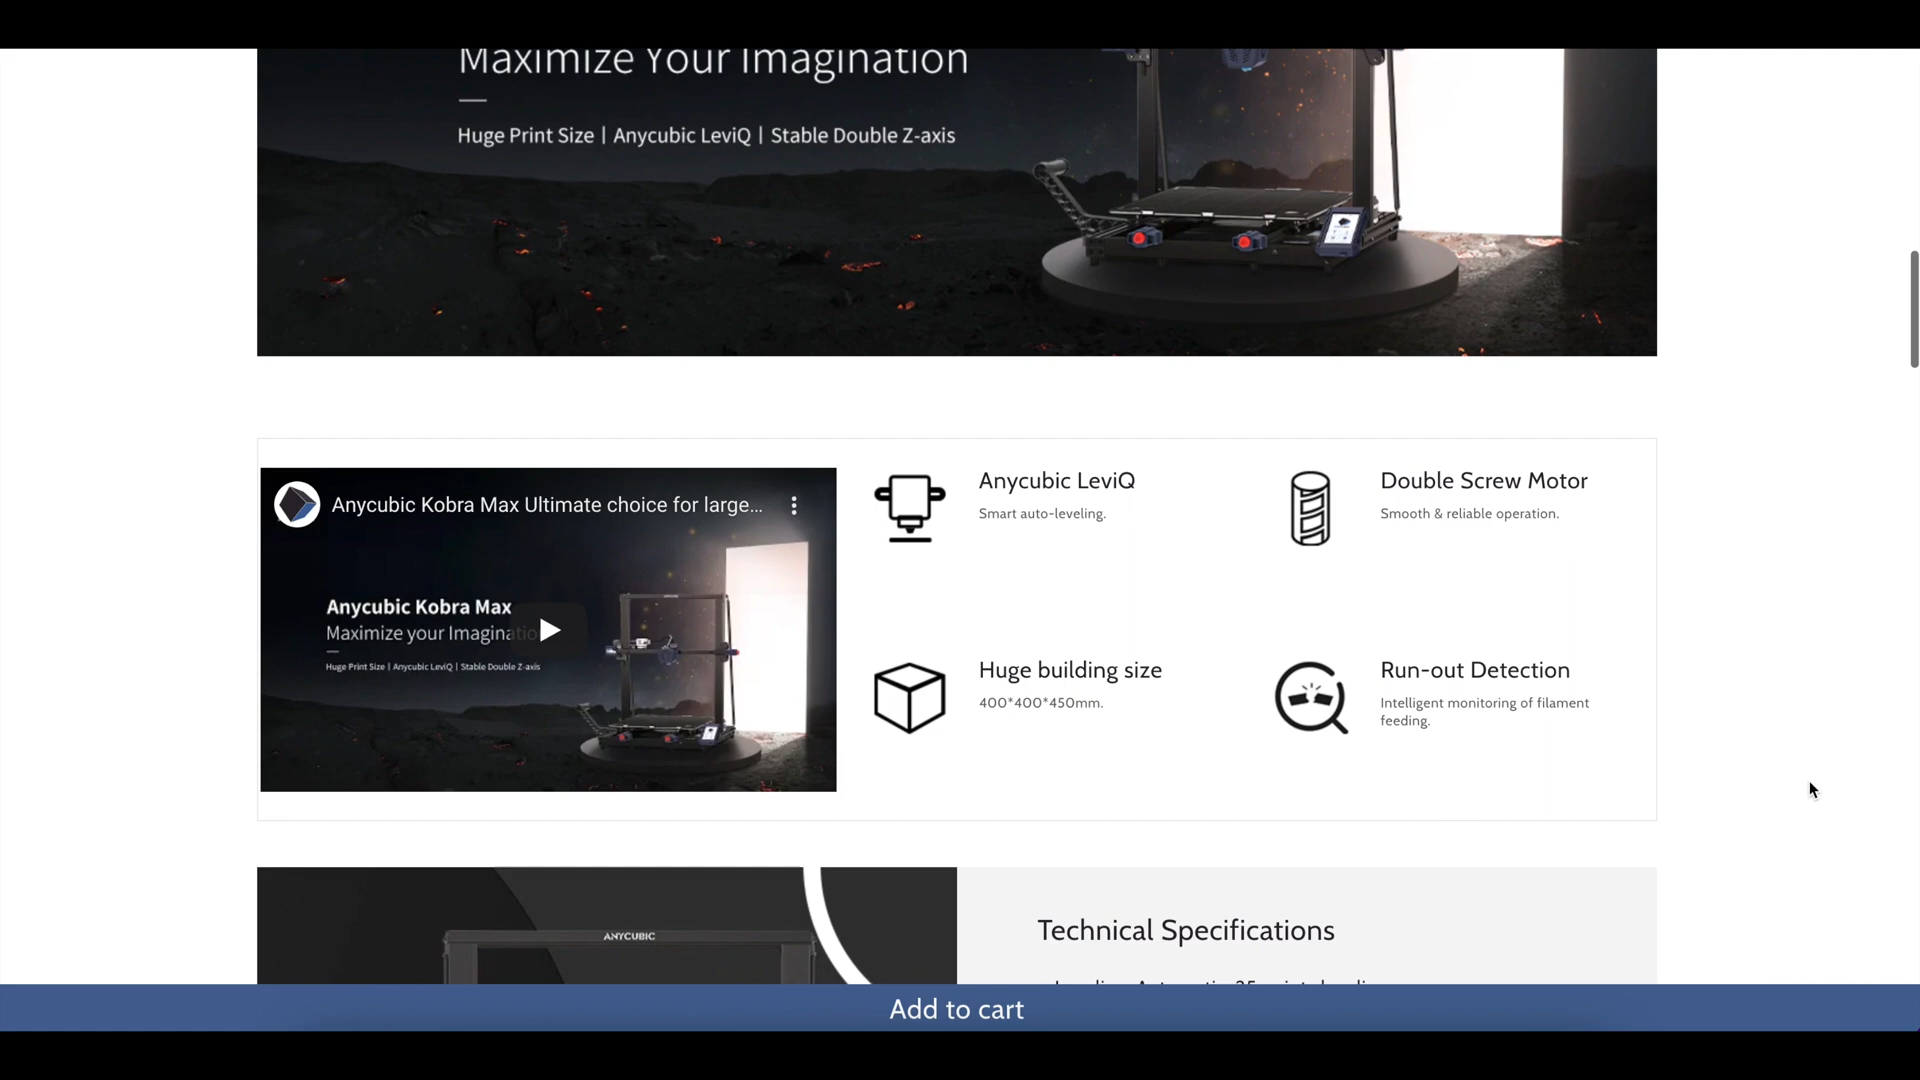 Maximize Your Imagination
Huge Print Size | Anycubic LeviQ | Stable Double Z-axis
Anycubic Kobra Max Ultimate choice for large...
Anycubic Kobra Max
Maximize your Imaginatio
Huge Print Size | Anycubic LeviQ | Stable Double Z-axis
Anycubic LeviQ
Smart auto-leveling.
Double Screw Motor
Smooth & reliable operation.
Huge building size
400*400*450mm.
Run-out Detection
Intelligent monitoring of filament
feeding.
ANYCUBIC
Technical Specifications
Add to cart